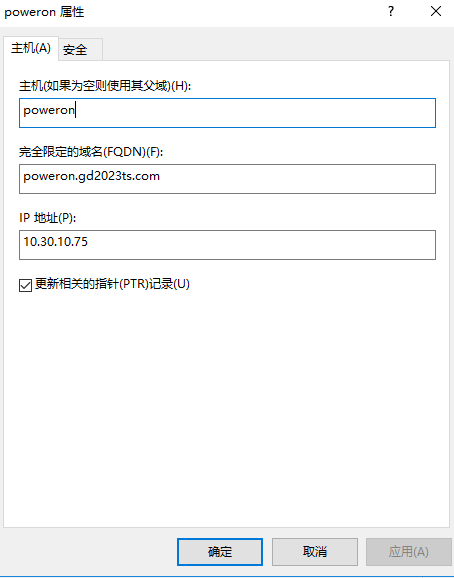 poweron 属性
?
主机(A)
安全
主机(如果为空则使用其父域)(H):
poweron
完全限定的域名(FQDN)(F):
poweron.gd2023ts.com
IP 地址(P):
10.30.10.75
更新相关的指针(PTR)记录(U)
确定
取消
应用(A)